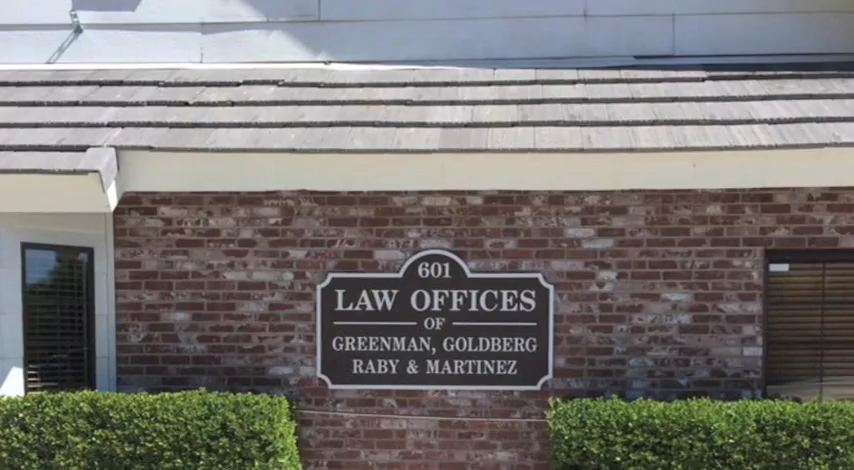 601
LAW OFFICES
OF
GREENMAN, GOLDBERG
RABY & MARTINEZ